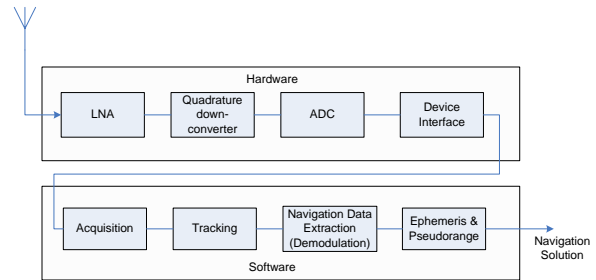 Hardware
LNA
Quadrature
down-
converter
ADC
Device
Interface
Acquisition
Tracking
Navigation Data
Extraction
(Demodulation)
Ephemeris &
Pseudorange
Navigation
Solution
Software